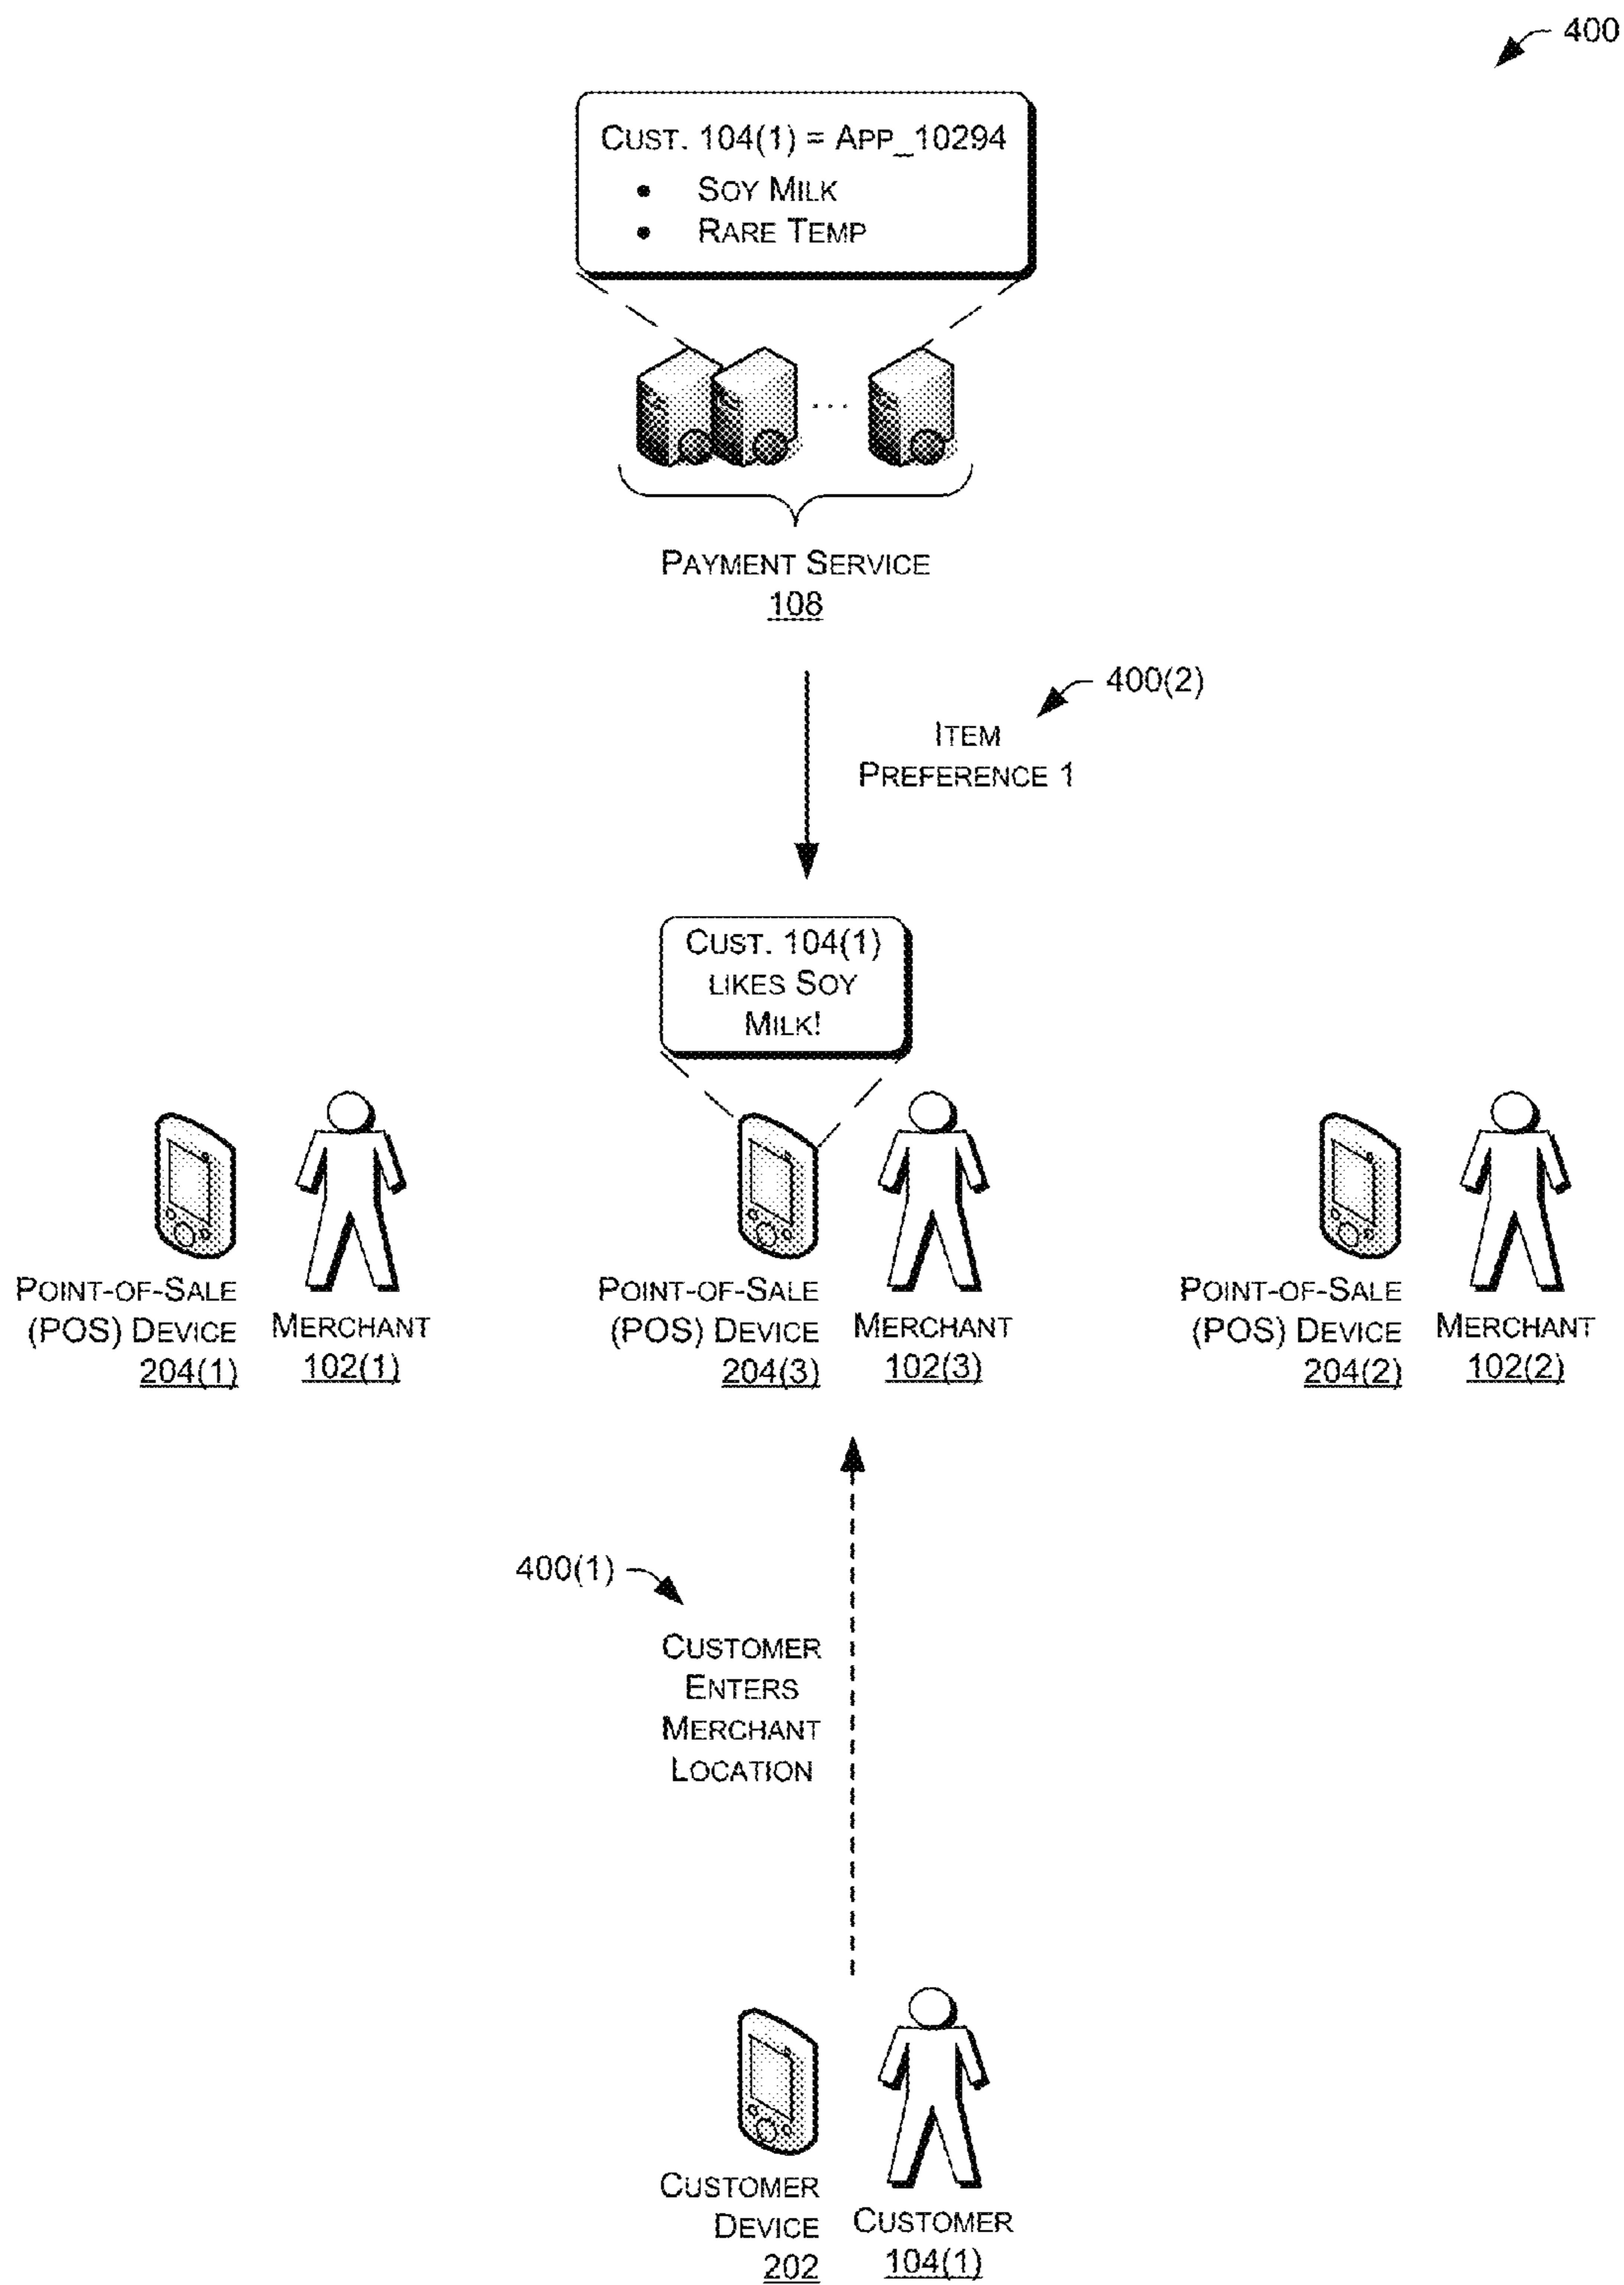 400
CUST. 104(1) = APP_10294
• SOY MILK
• RARE TEMP
...
PAYMENT SERVICE
108
400(2)
ITEM
PREFERENCE 1
CUST. 104(1)
LIKES SOY
MILK!
POINT-OF-SALE
(POS) DEVICE
204(1)
MERCHANT
102(1)
POINT-OF-SALE
(POS) DEVICE
204(3)
MERCHANT
102(3)
POINT-OF-SALE
(POS) DEVICE
204(2)
MERCHANT
102(2)
400(1)
CUSTOMER
ENTERS
MERCHANT
LOCATION
CUSTOMER
DEVICE
202
CUSTOMER
104(1)